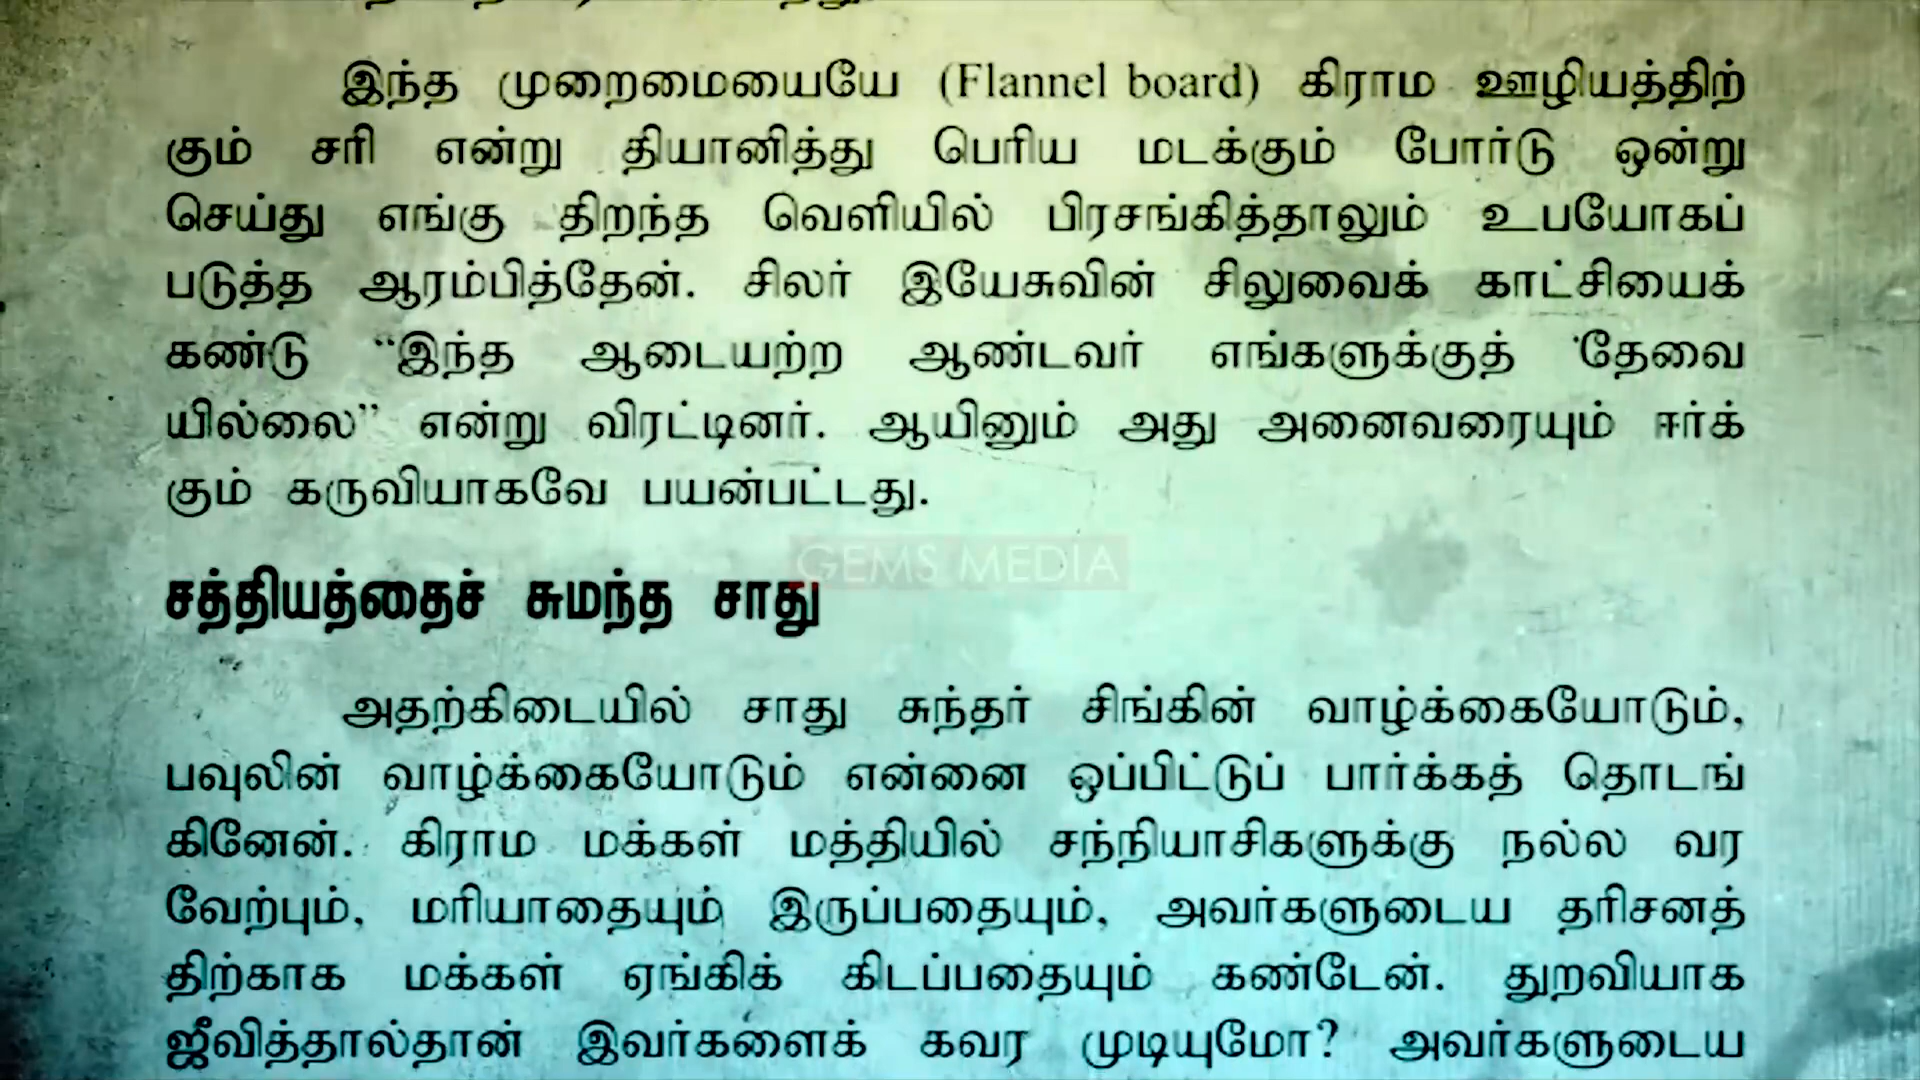 இந்த முறைமையையே (Flannel board) கிராம ஊழியத்திற்
கும் சரி என்று தியானித்து பெரிய மடக்கும் போர்டு ஒன்று
செய்து எங்கு திறந்த வெளியில் பிரசங்கித்தாலும் உபயோகப்
படுத்த ஆரம்பித்தேன். சிலர் இயேசுவின் சிலுவைக் காட்சியைக்
கண்டு “இந்த ஆடையற்ற ஆண்டவர் எங்களுக்குத் தேவை
யில்லை” என்று விரட்டினர். ஆயினும் அது அனைவரையும் ஈர்க்
கும் கருவியாகவே பயன்பட்டது.
GEMS MEDIA
சத்தியத்தைச் சுமந்த சாது
அதற்கிடையில் சாது சுந்தர் சிங்கின் வாழ்க்கையோடும்,
பவுலின் வாழ்க்கையோடும் என்னை ஒப்பிட்டுப் பார்க்கத் தொடங்
கினேன். கிராம மக்கள் மத்தியில் சந்நியாசிகளுக்கு நல்ல வர
வேற்பும், மரியாதையும் இருப்பதையும், அவர்களுடைய தரிசனத்
திற்காக மக்கள் ஏங்கிக் கிடப்பதையும் கண்டேன். துறவியாக
ஜீவித்தால்தான் இவர்களைக் கவர முடியுமோ? அவர்களுடைய